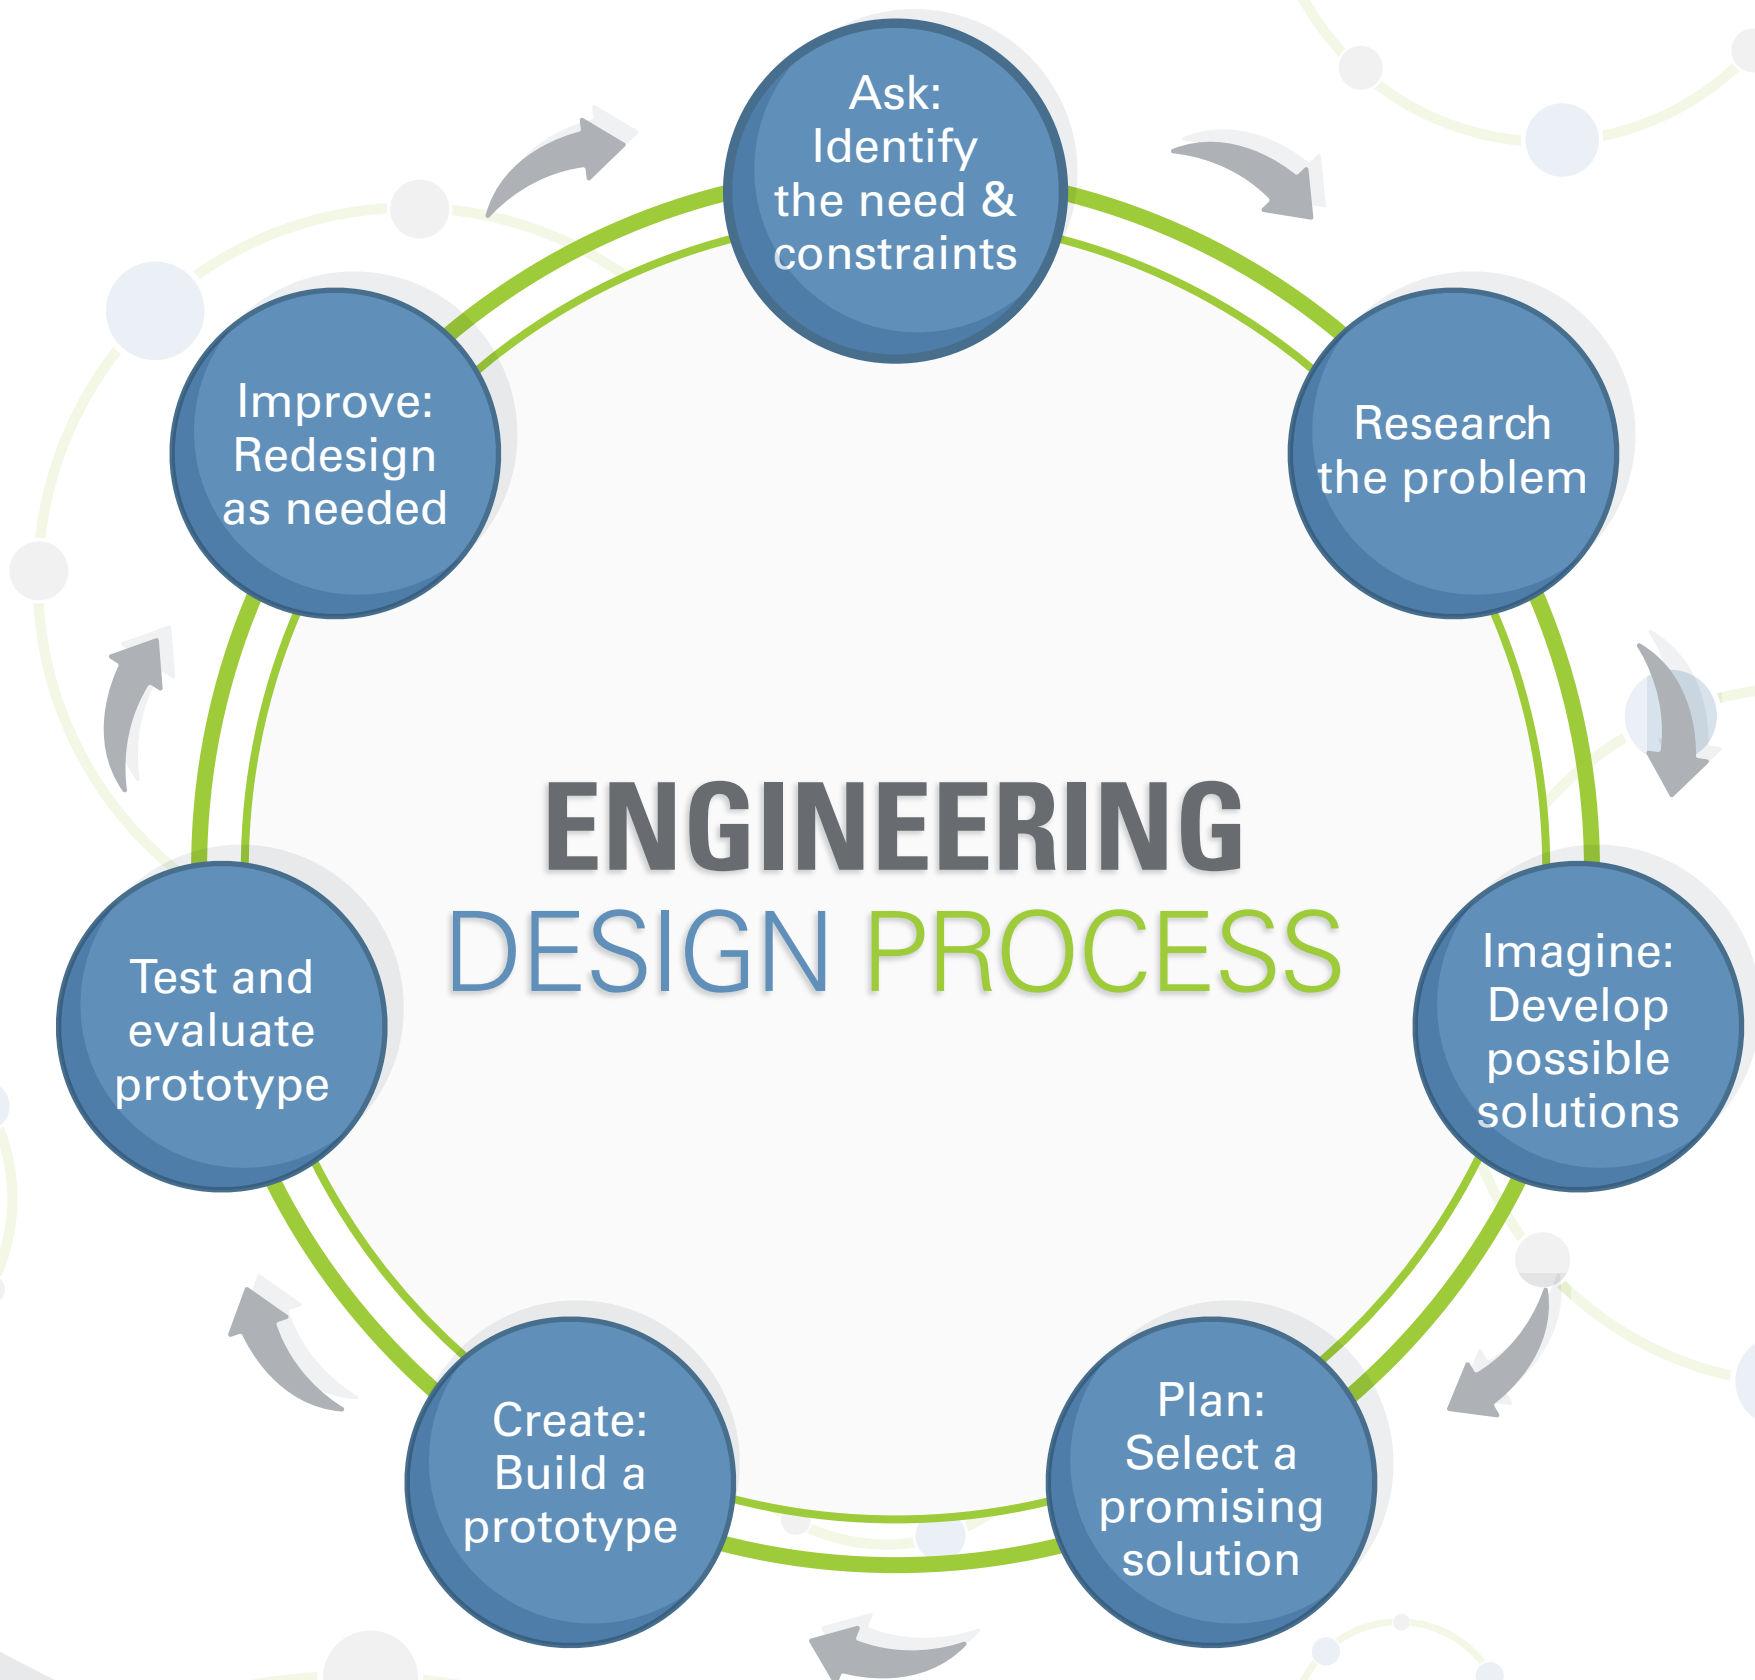 Ask:
Identify
the need &
constraints
Research
the problem
Imagine:
Develop
possible
solutions
Plan:
Select a
promising
solution
Create:
Build a
prototype
Test and
evaluate
prototype
Improve:
Redesign
as needed
ENGINEERING
DESIGN PROCESS